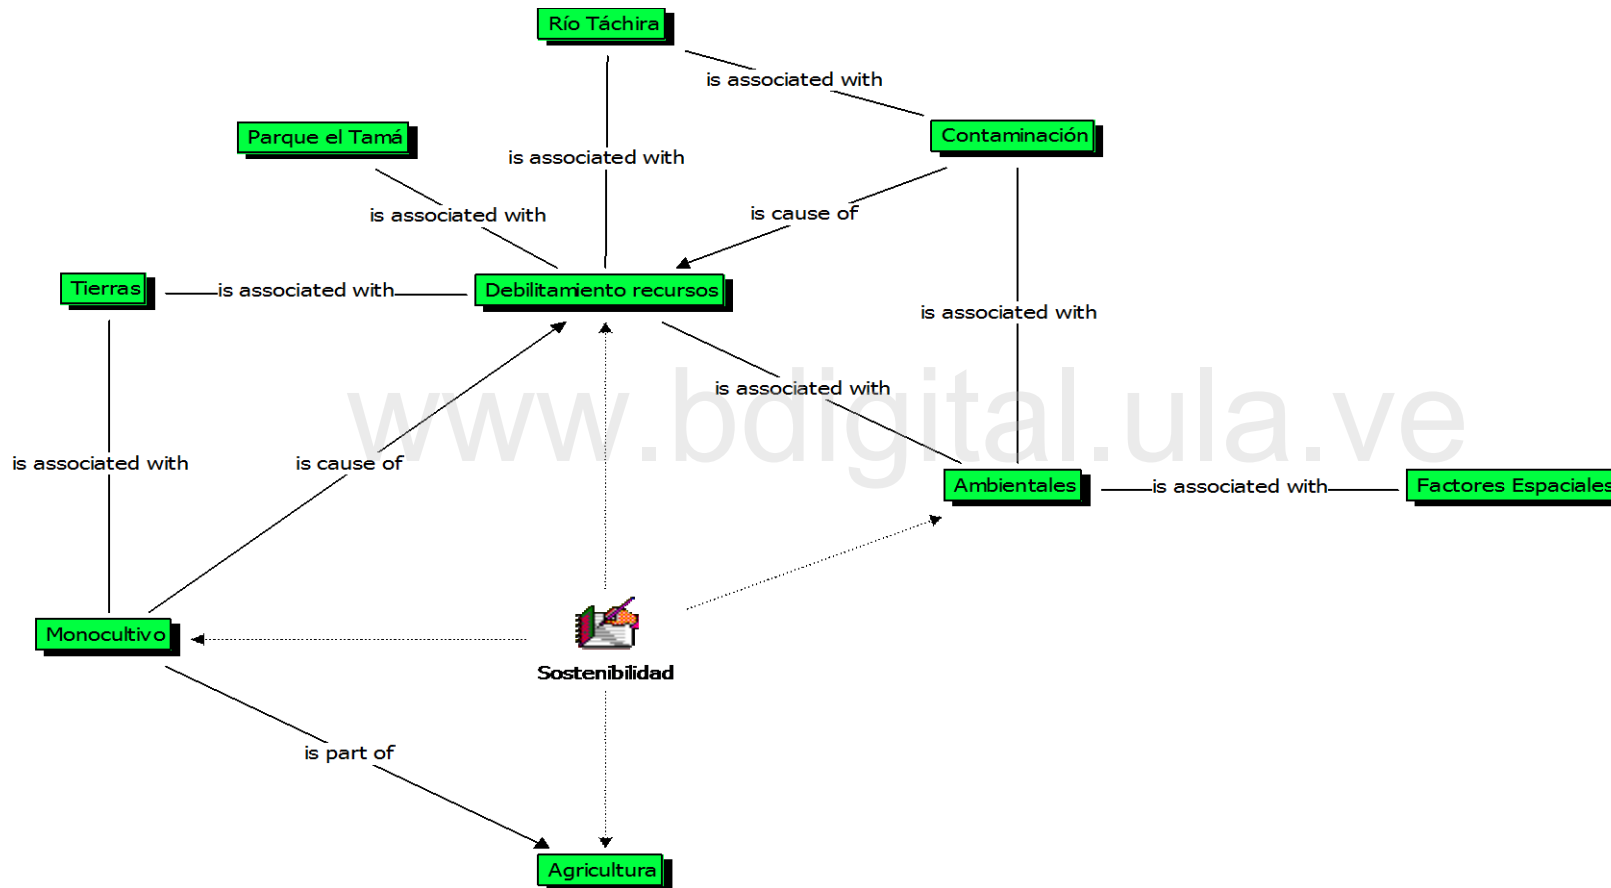 Río Táchira
is associated with
Contaminación
Parque el Tamá
is associated with
is associated with
is cause of
Tierras
is associated with
Debilitamiento recursos
is associated with
is associated with
www.bdigital.ula.ve
is associated with
is cause of
Ambientales
is associated with
Factores Espaciales
Monocultivo
Sostenibilidad
is part of
Agricultura